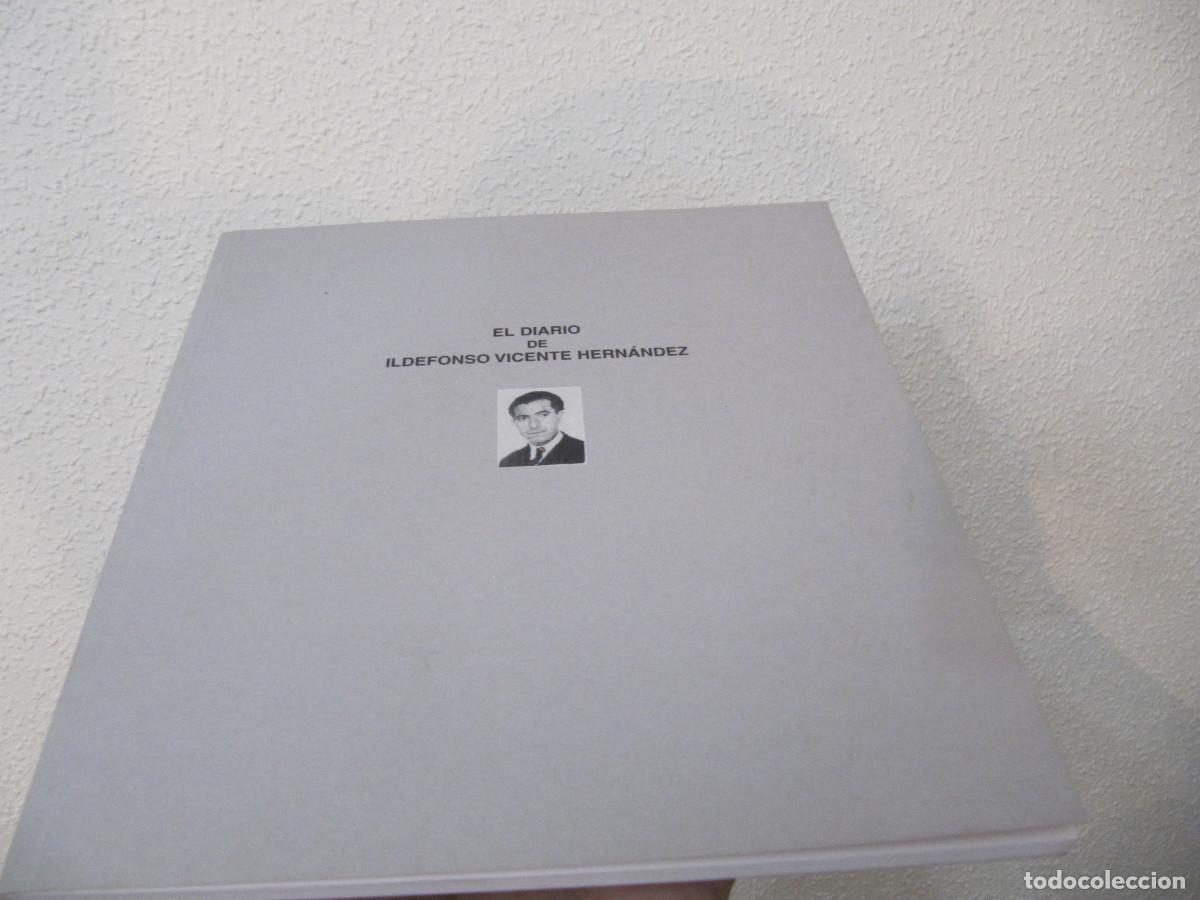 EL DIARIO
DE
ILDEFONSO VICENTE HERNÁNDEZ
todocoleccion